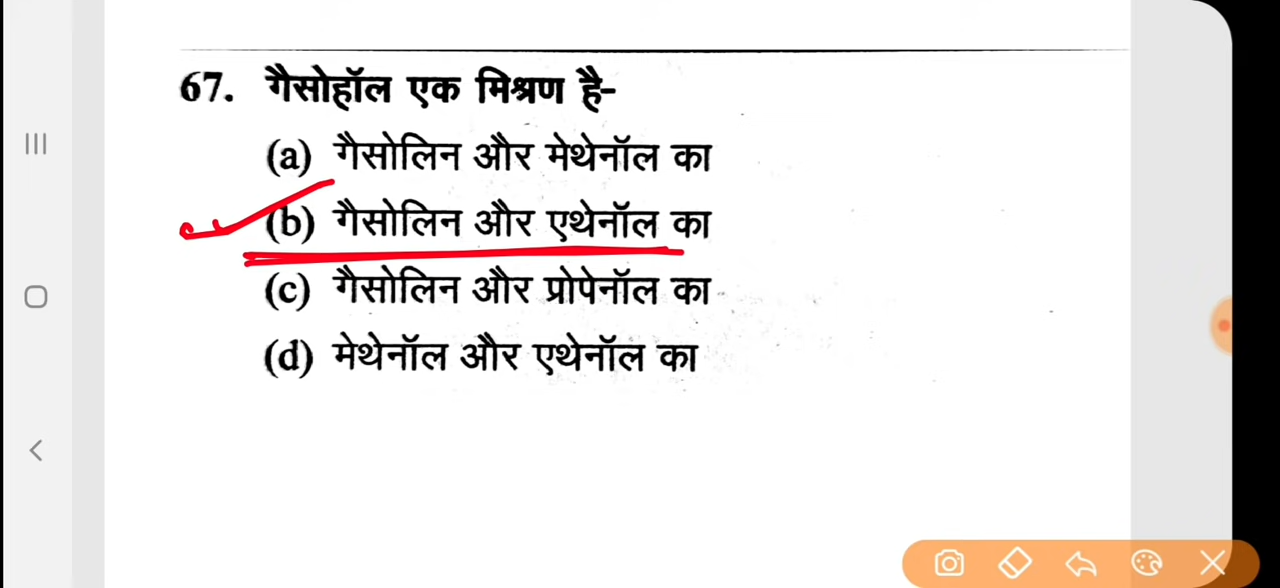 67. गैसोहॉल एक मिश्रण है-
(a) गैसोलिन और मेथेनॉल का
(b) गैसोलिन और एथेनॉल का
(c) गैसोलिन और प्रोपेनॉल का
(d) मेथेनॉल और एथेनॉल का